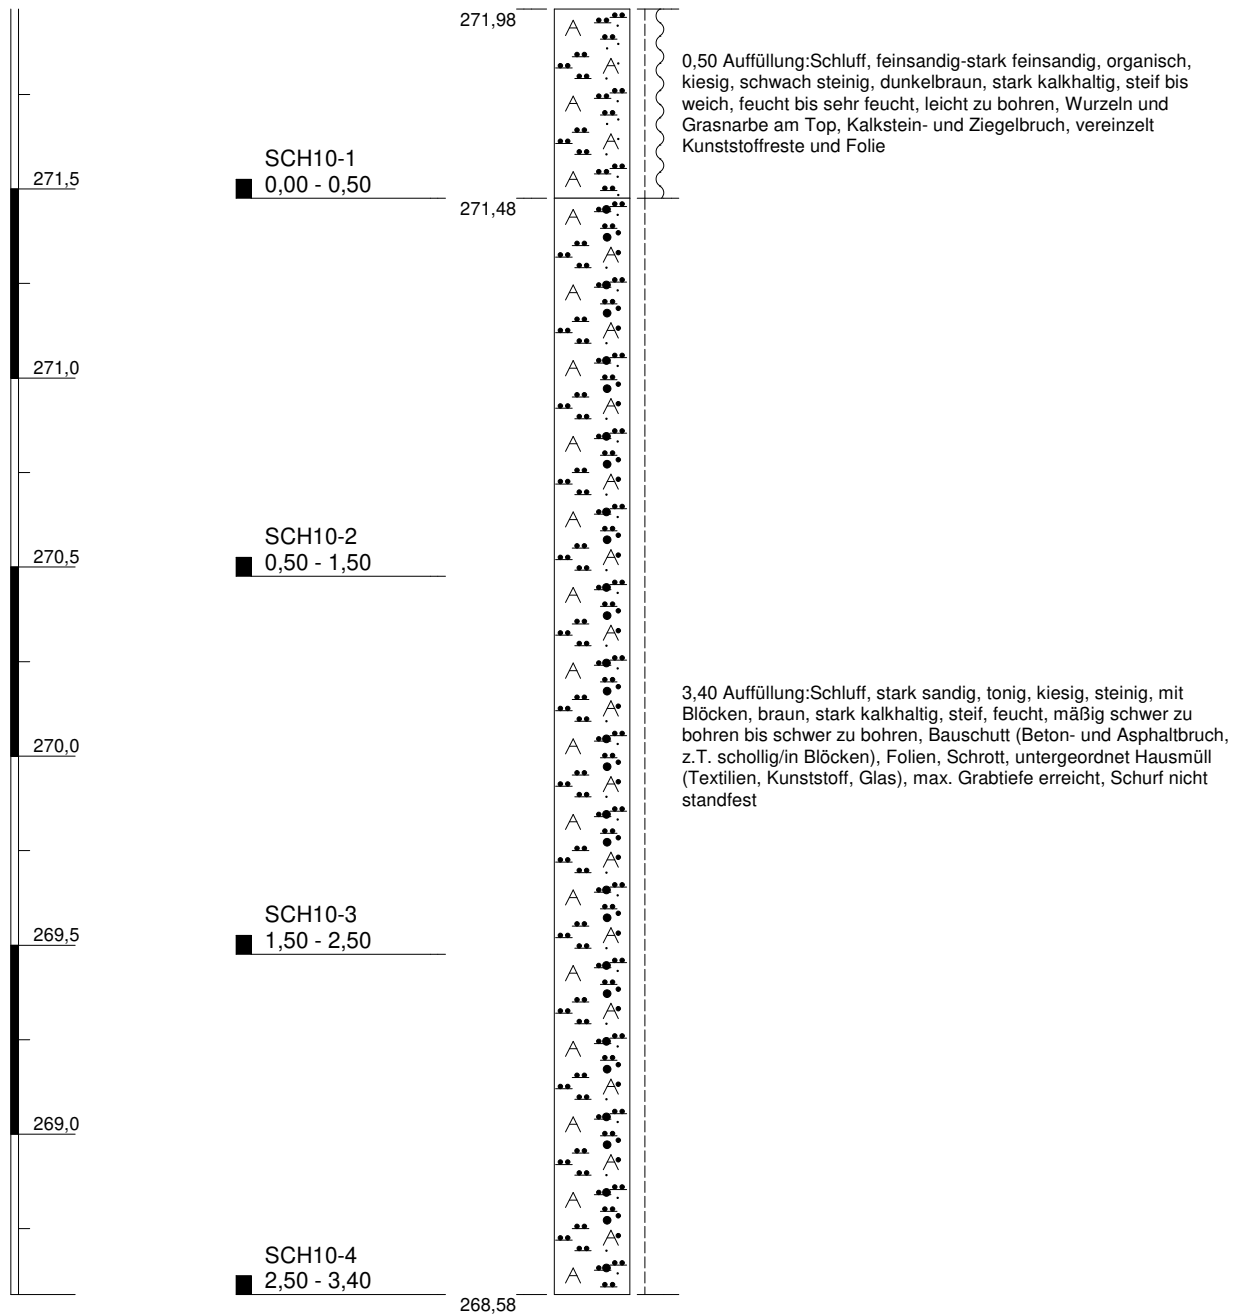 271,98
0,50 Auffüllung:Schluff, feinsandig-stark feinsandig, organisch,
kiesig, schwach steinig, dunkelbraun, stark kalkhaltig, steif bis
weich, feucht bis sehr feucht, leicht zu bohren, Wurzeln und
Grasnarbe am Top, Kalkstein- und Ziegelbruch, vereinzelt
Kunststoffreste und Folie
SCH10-1
0,00 - 0,50
271,5
271,48
271,0
SCH10-2
0,50 - 1,50
270,5
3,40 Auffüllung:Schluff, stark sandig, tonig, kiesig, steinig, mit
Blöcken, braun, stark kalkhaltig, steif, feucht, mäßig schwer zu
bohren bis schwer zu bohren, Bauschutt (Beton- und Asphaltbruch,
z.T. schollig/in Blöcken), Folien, Schrott, untergeordnet Hausmüll
(Textilien, Kunststoff, Glas), max. Grabtiefe erreicht, Schurf nicht
standfest
270,0
SCH10-3
1,50 - 2,50
269,5
269,0
SCH10-4
2,50 - 3,40
268,58